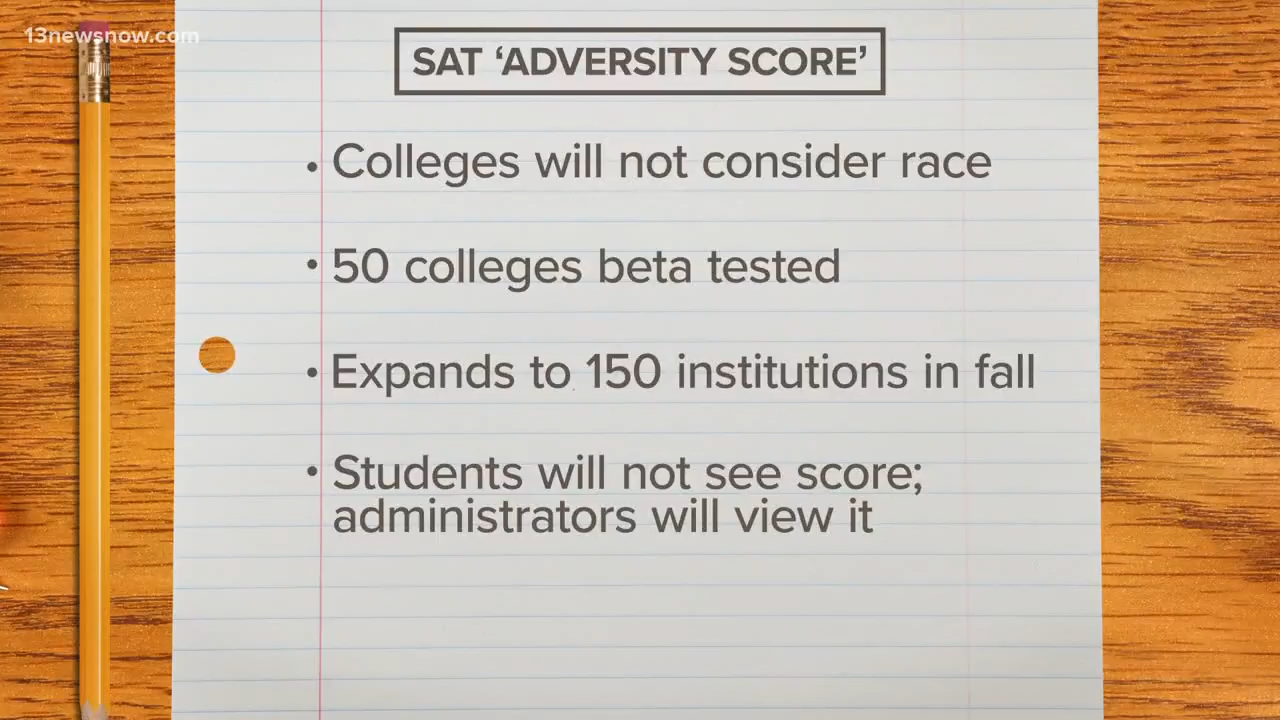 13newsnow.com
SAT ‘ADVERSITY SCORE’
• Colleges will not consider race
• 50 colleges beta tested
• Expands to 150 institutions in fall
• Students will not see score;
administrators will view it